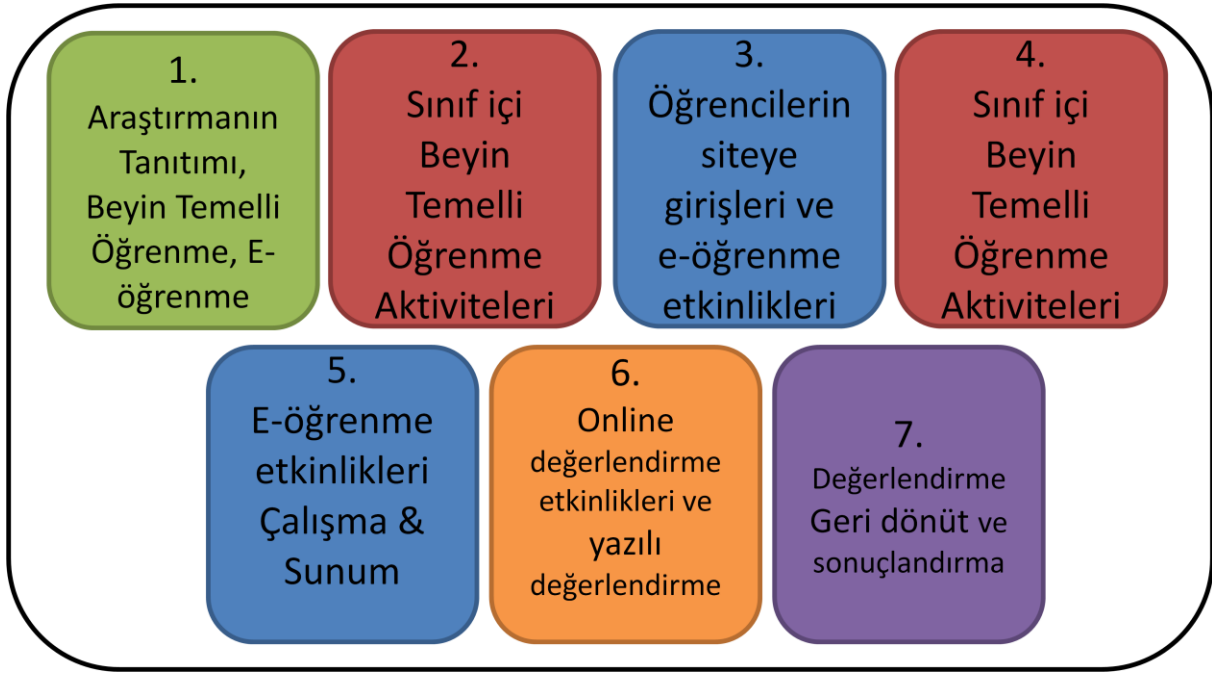 1.
Araştırmanın
Tanıtımı,
Beyin Temelli
Öğrenme, E-
öğrenme
2.
Sınıf içi
Beyin
Temelli
Öğrenme
Aktiviteleri
3.
Öğrencilerin
siteye
girişleri ve
e-öğrenme
etkinlikleri
4.
Sınıf içi
Beyin
Temelli
Öğrenme
Aktiviteleri
5.
E-öğrenme
etkinlikleri
Çalışma &
Sunum
6.
Online
değerlendirme
etkinlikleri ve
yazılı
değerlendirme
7.
Değerlendirme
Geri dönüt ve
sonuçlandırma